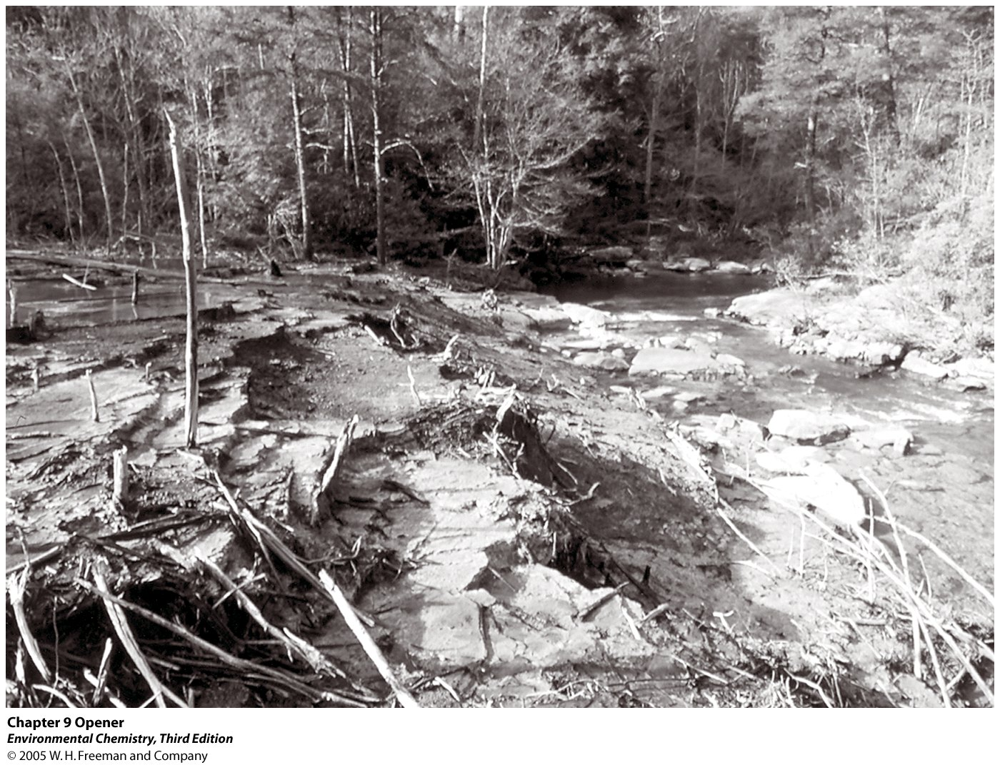 Chapter 9 Opener
Environmental Chemistry, Third Edition
© 2005 W. H. Freeman and Company